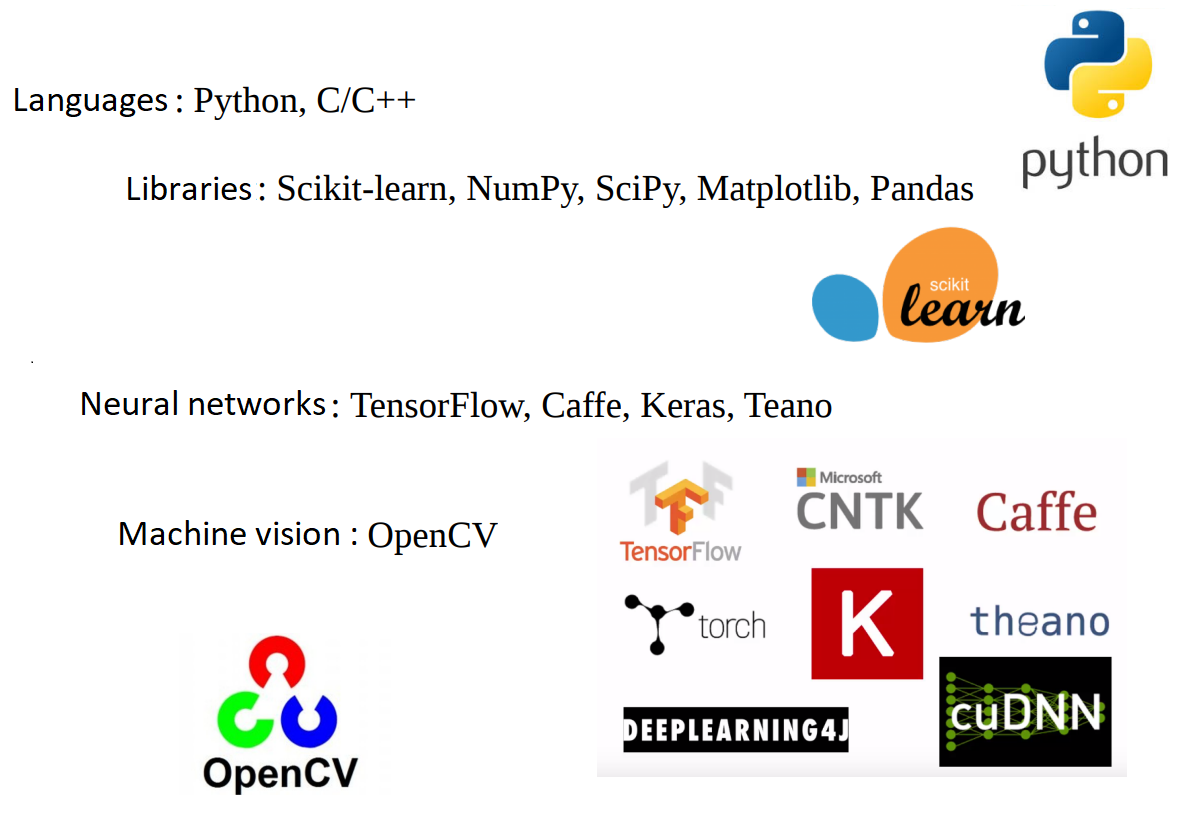 python
Languages : Python, C/C++
Libraries : Scikit-learn, NumPy, SciPy, Matplotlib, Pandas
scikit
learn
Neural networks : TensorFlow, Caffe, Keras, Teano
Machine vision : OpenCV
TensorFlow
Microsoft
CNTK
Caffe
torch
K
theano
DEEPLEARNING4J
cuDNN
OpenCV